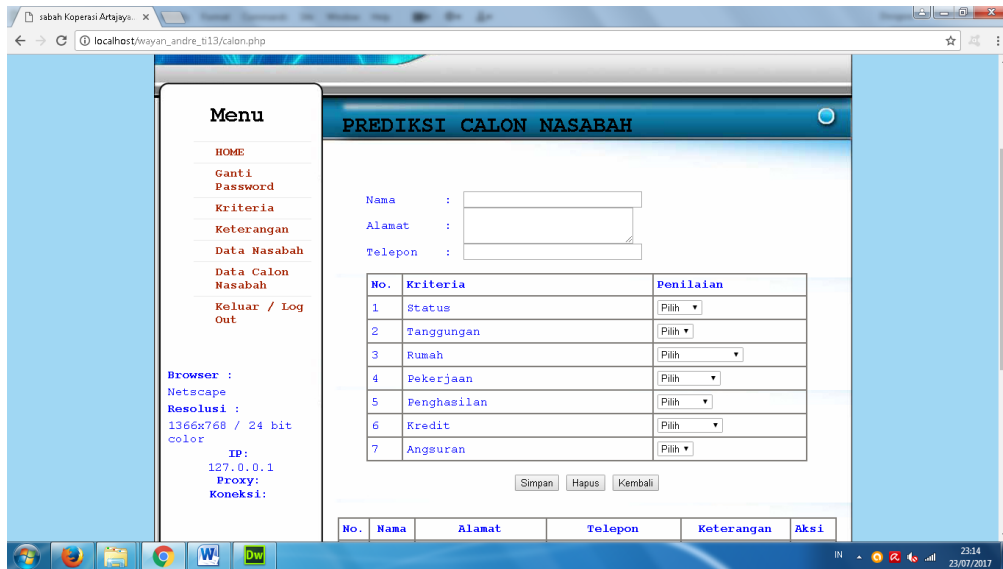 sabah Koperasi Artajaya..
localhost/wayan_andre_ti13/calon.php
Menu
HOME
Ganti
Password
Kriteria
Keterangan
Data Nasabah
Data Calon
Nasabah
Keluar / Log
Out
Browser :
Netscape
Resolusi :
1366x768 / 24 bit
color
IP:
127.0.0.1
Proxy:
Koneksi:
PREDIKSI CALON NASABAH
Nama :
Alamat :
Telepon :
No. Kriteria Penilaian
1 Status Pilih
2 Tanggungan Pilih
3 Rumah Pilih
4 Pekerjaan Pilih
5 Penghasilan Pilih
6 Kredit Pilih
7 Angsuran Pilih
Simpan Hapus Kembali
No. Nama Alamat Telepon Keterangan Aksi
W Dw IN 23:14
23/07/2017